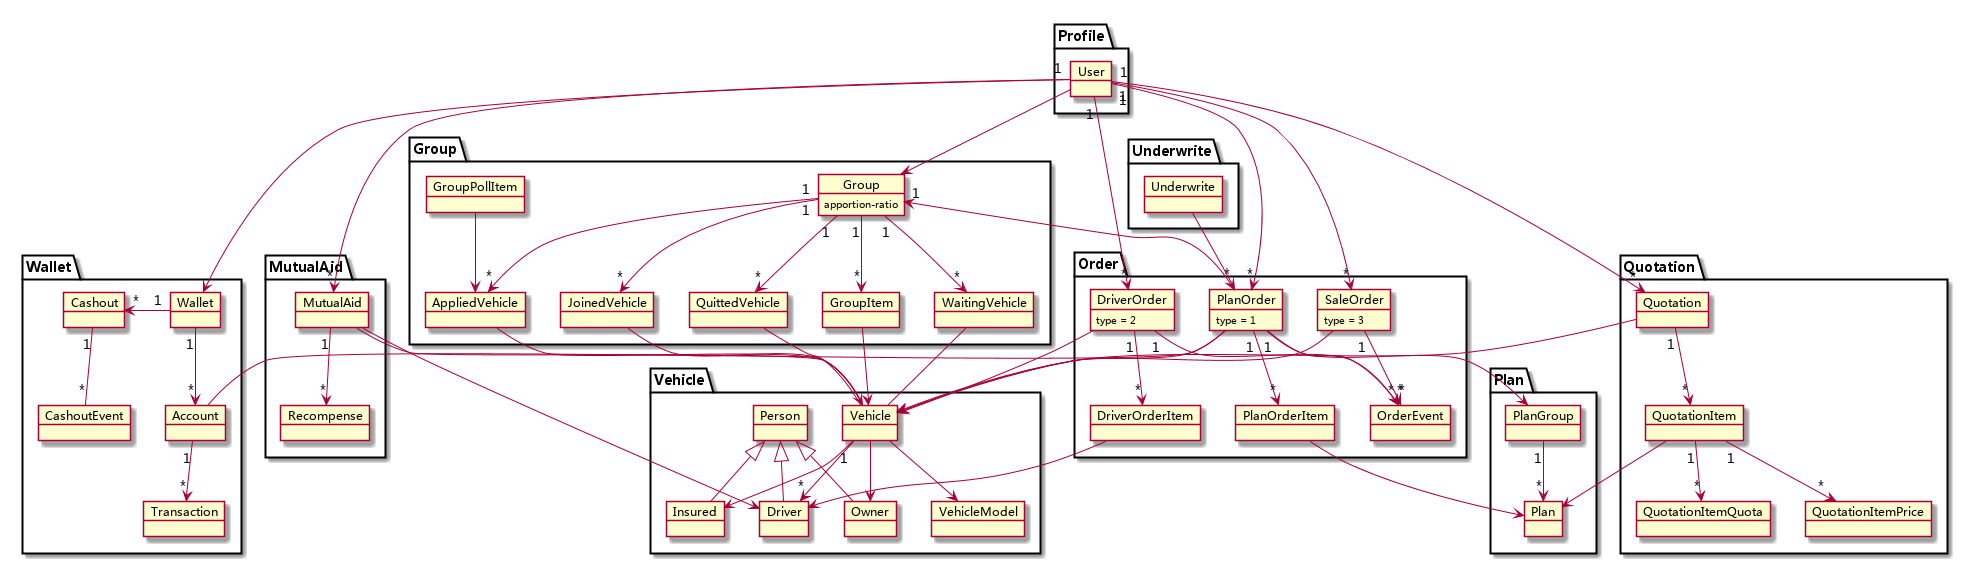 Profile
User
1
1
1
1
1
Group
GroupPollItem
Group
apportion-ratio
1
1
1
1
1
1
*
*
*
*
*
AppliedVehicle
JoinedVehicle
QuittedVehicle
GroupItem
WaitingVehicle
Underwrite
Underwrite
Wallet
Cashout
*
1
Wallet
1
1
*
*
CashoutEvent
Account
1
*
Transaction
MutualAid
*
MutualAid
1
*
Recompense
Order
*
*
*
*
DriverOrder
type = 2
PlanOrder
type = 1
SaleOrder
type = 3
1
1
1
1
1
*
*
*
*
DriverOrderItem
PlanOrderItem
OrderEvent
Vehicle
Person
Vehicle
1
*
Insured
Driver
Owner
VehicleModel
Plan
PlanGroup
1
*
Plan
Quotation
*
Quotation
1
*
QuotationItem
1
1
*
*
QuotationItemQuota
QuotationItemPrice